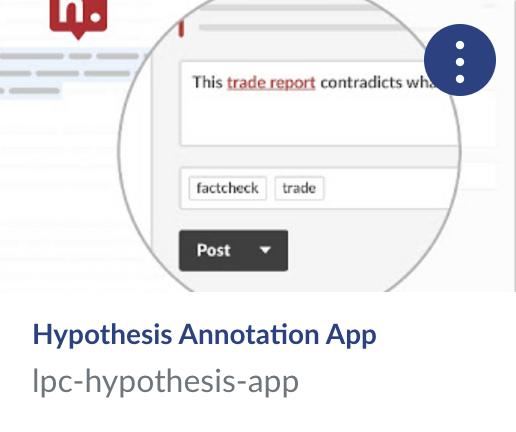 h.
This trade report contradicts wha
factcheck trade
Post
Hypothesis Annotation App
lpc-hypothesis-app